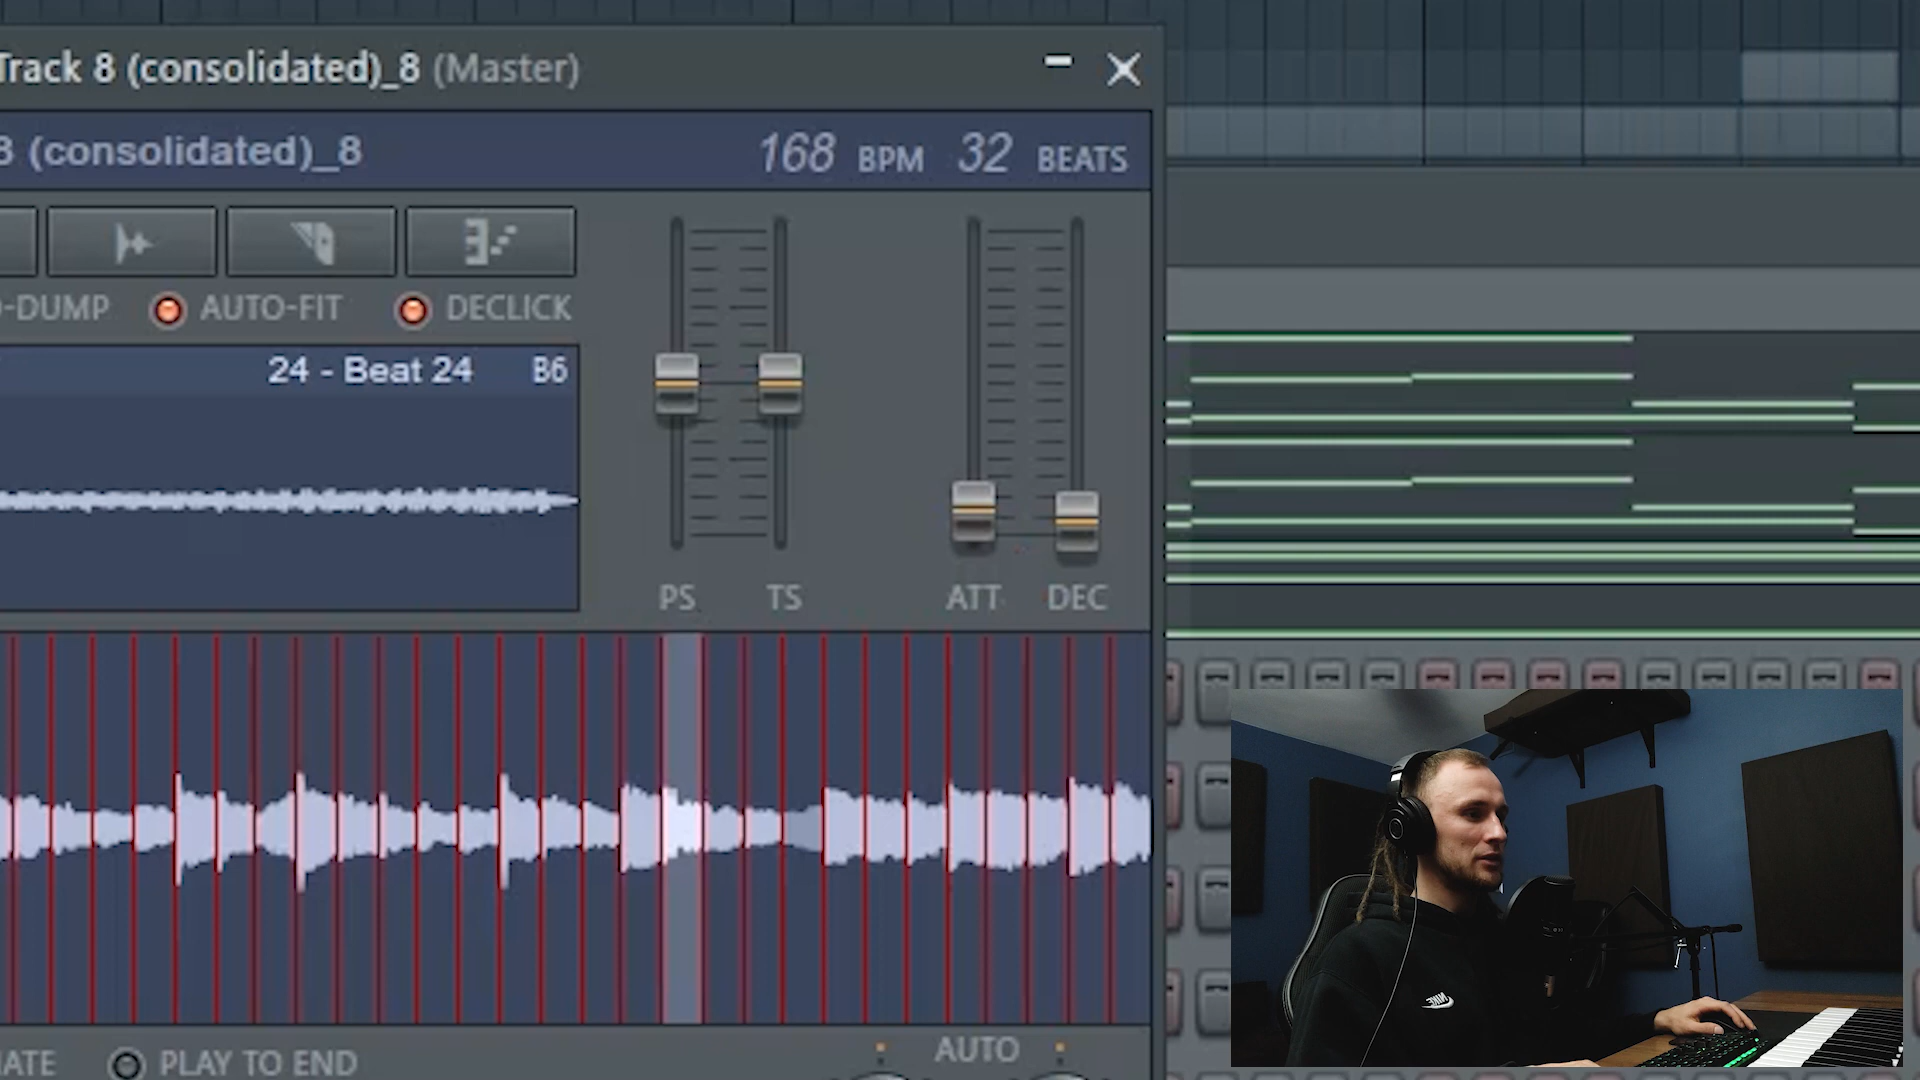 Track 8 (consolidated)_8 (Master)
8 (consolidated)_8 168 BPM 32 BEATS
-DUMP AUTO-FIT DECLICK
24 - Beat 24 B6
PS TS ATT DEC
PLAY TO END AUTO